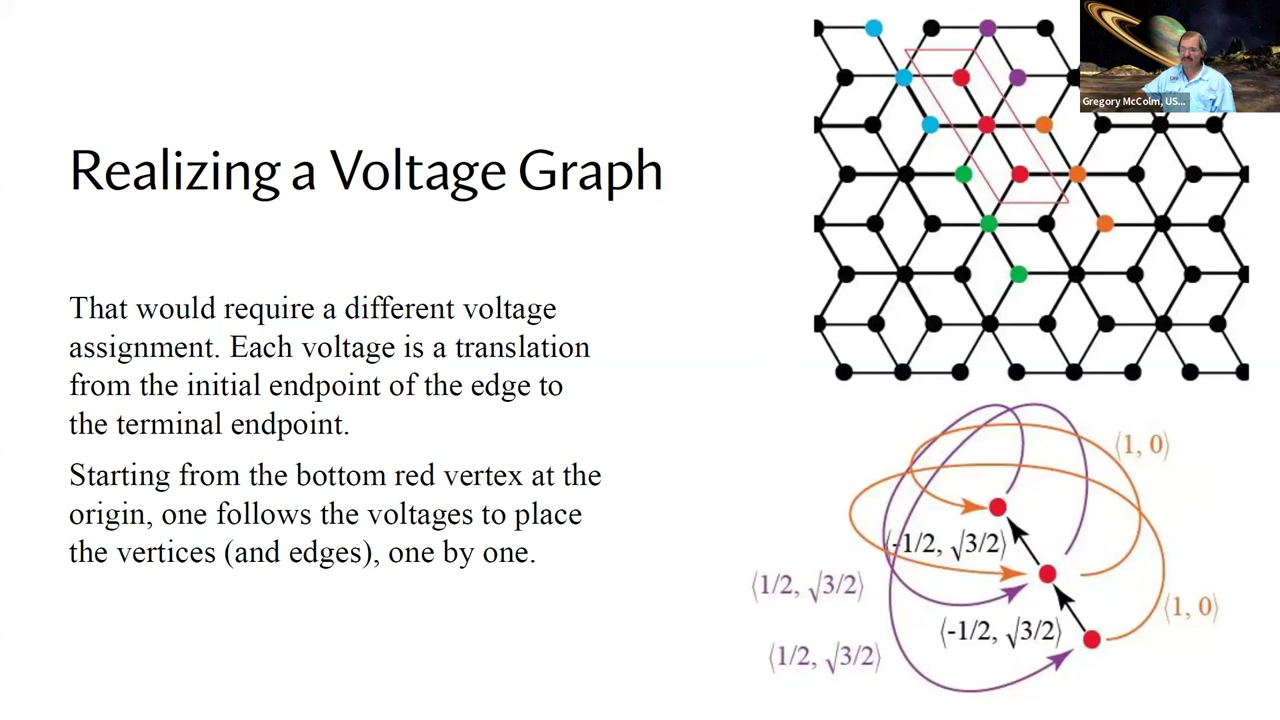 Realizing a Voltage Graph
Gregory McColm, US...
That would require a different voltage
assignment. Each voltage is a translation
from the initial endpoint of the edge to
the terminal endpoint.
Starting from the bottom red vertex at the
origin, one follows the voltages to place
the vertices (and edges), one by one.
⟨1, 0⟩
⟨-1/2, √3/2⟩
⟨1/2, √3/2⟩
⟨1, 0⟩
⟨-1/2, √3/2⟩
⟨1/2, √3/2⟩